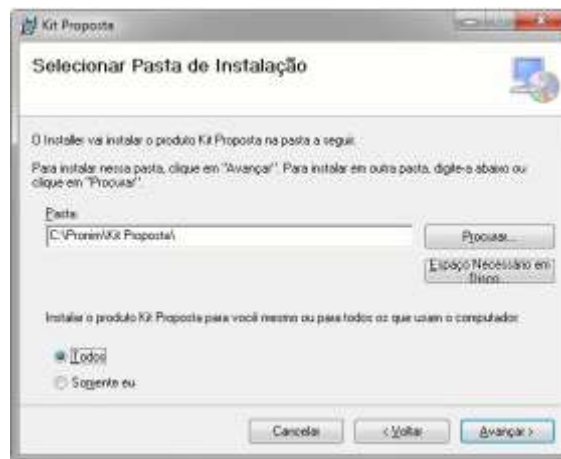 Kit Proposta
Selecionar Pasta de Instalação
O Installer vai instalar o produto Kit Proposta na pasta a seguir.
Para instalar nessa pasta, clique em "Avançar". Para instalar em outra pasta, digite-a abaixo ou
clique em "Procurar".
Pasta:
C:\Pronim\Kit Proposta\
Procurar...
Espaço Necessário em
Disco...
Instalar o produto Kit Proposta para você mesmo ou para todos os que usam o computador:
Todos
Somente eu
Cancelar
< Voltar
Avançar >